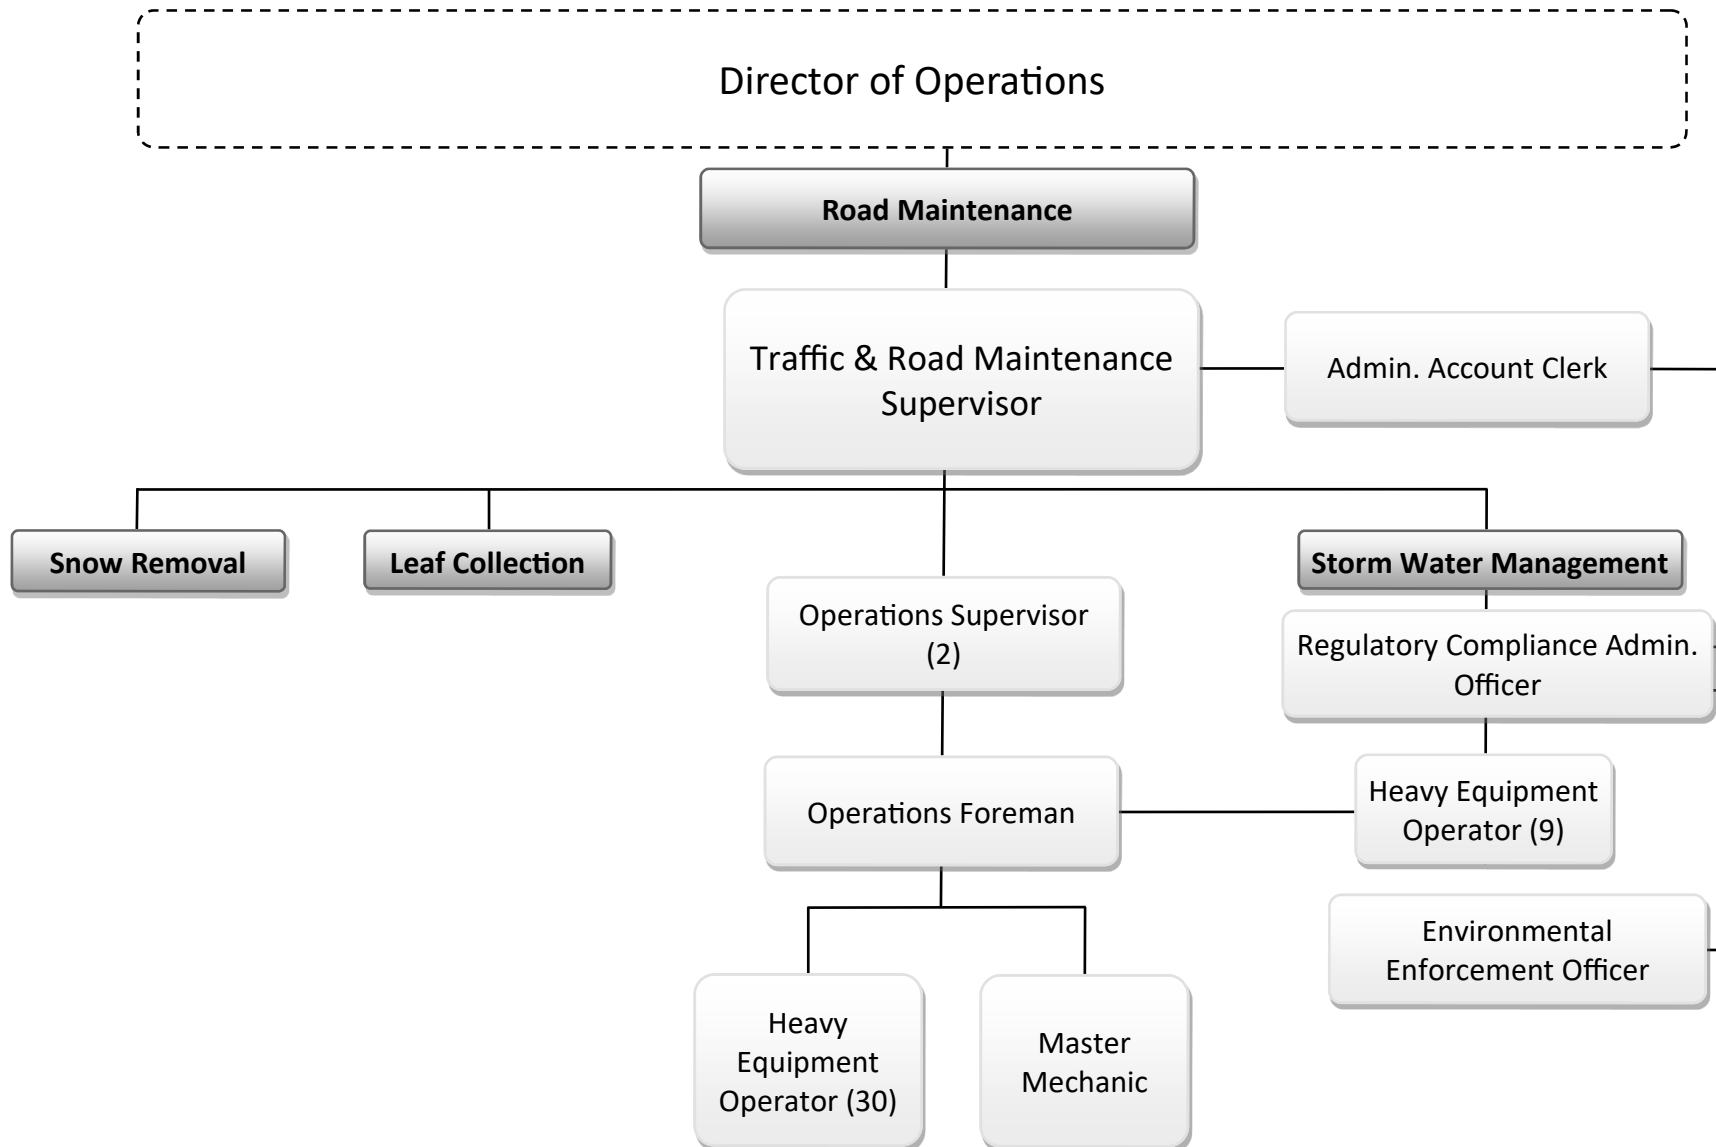 Director of Operations
Road Maintenance
Traffic & Road Maintenance
Supervisor
Admin. Account Clerk
Snow Removal
Leaf Collection
Storm Water Management
Operations Supervisor
(2)
Regulatory Compliance Admin.
Officer
Operations Foreman
Heavy Equipment
Operator (9)
Environmental
Enforcement Officer
Heavy
Equipment
Operator (30)
Master
Mechanic